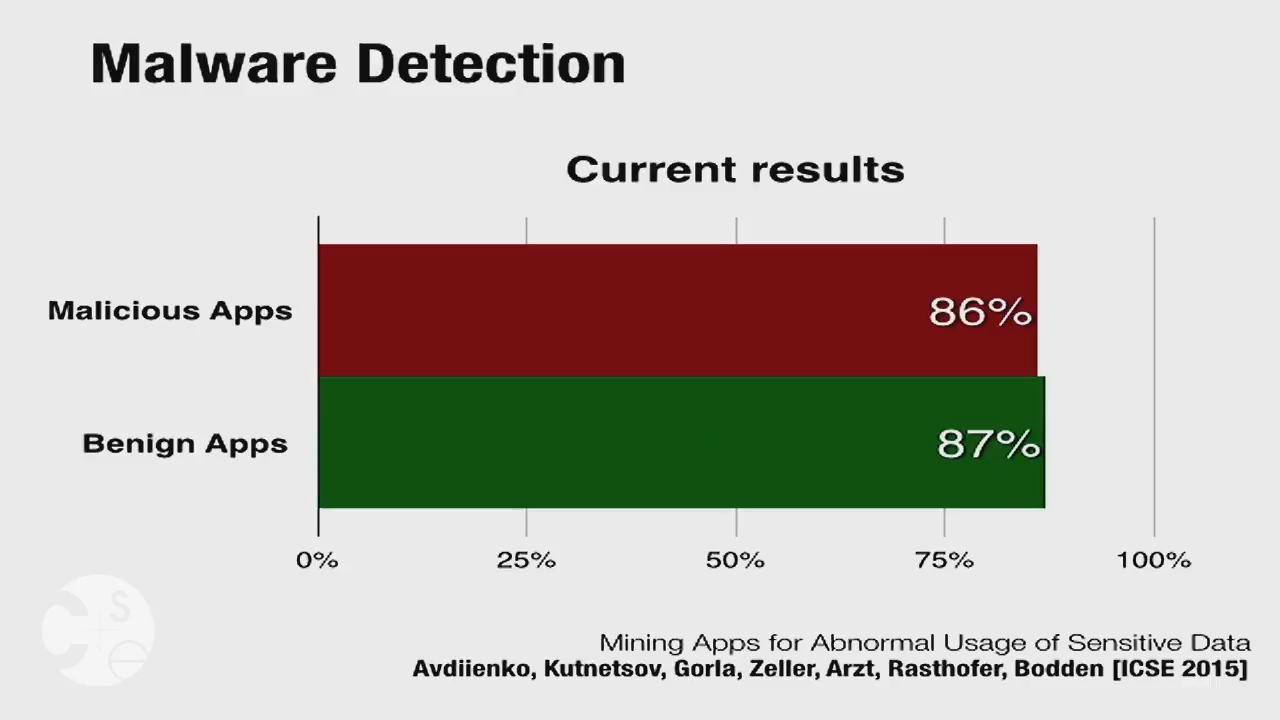 Malware Detection
Current results
Malicious Apps
86%
Benign Apps
87%
0% 25% 50% 75% 100%
C S e
Mining Apps for Abnormal Usage of Sensitive Data
Avdiienko, Kutnetsov, Gorla, Zeller, Arzt, Rasthofer, Bodden [ICSE 2015]